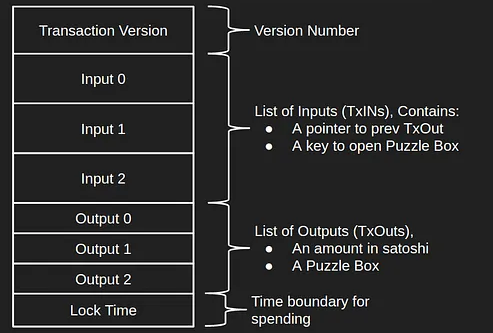 Transaction Version
Version Number
Input 0
Input 1
Input 2
List of Inputs (TxINs), Contains:
● A pointer to prev TxOut
● A key to open Puzzle Box
Output 0
Output 1
Output 2
List of Outputs (TxOuts),
● An amount in satoshi
● A Puzzle Box
Lock Time
Time boundary for
spending